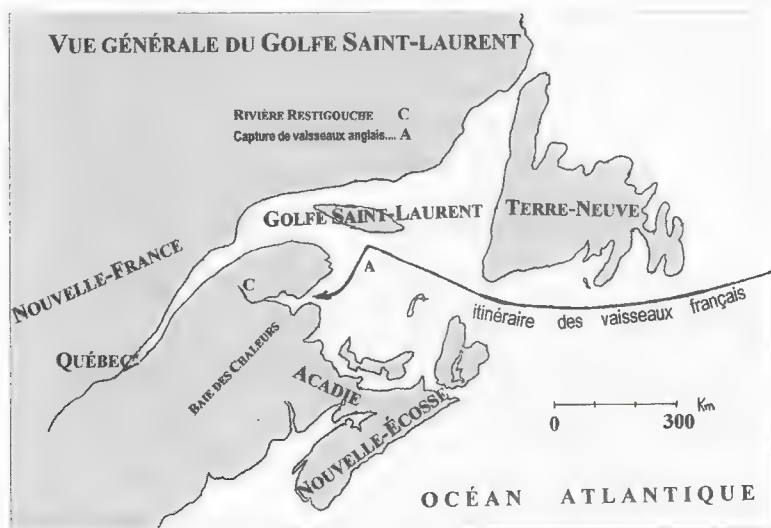 VUE GÉNÉRALE DU GOLFE SAINT-LAURENT
RIVIÈRE RESTIGOUCHE C
Capture de vaisseaux anglais.... A
GOLFE SAINT-LAURENT
TERRE-NEUVE
NOUVELLE-FRANCE
A
C
itinéraire des vaisseaux français
QUÉBEC
BAIE DES CHALEURS
ACADIE
NOUVELLE-ÉCOSSE
Km
0 300
OCÉAN ATLANTIQUE